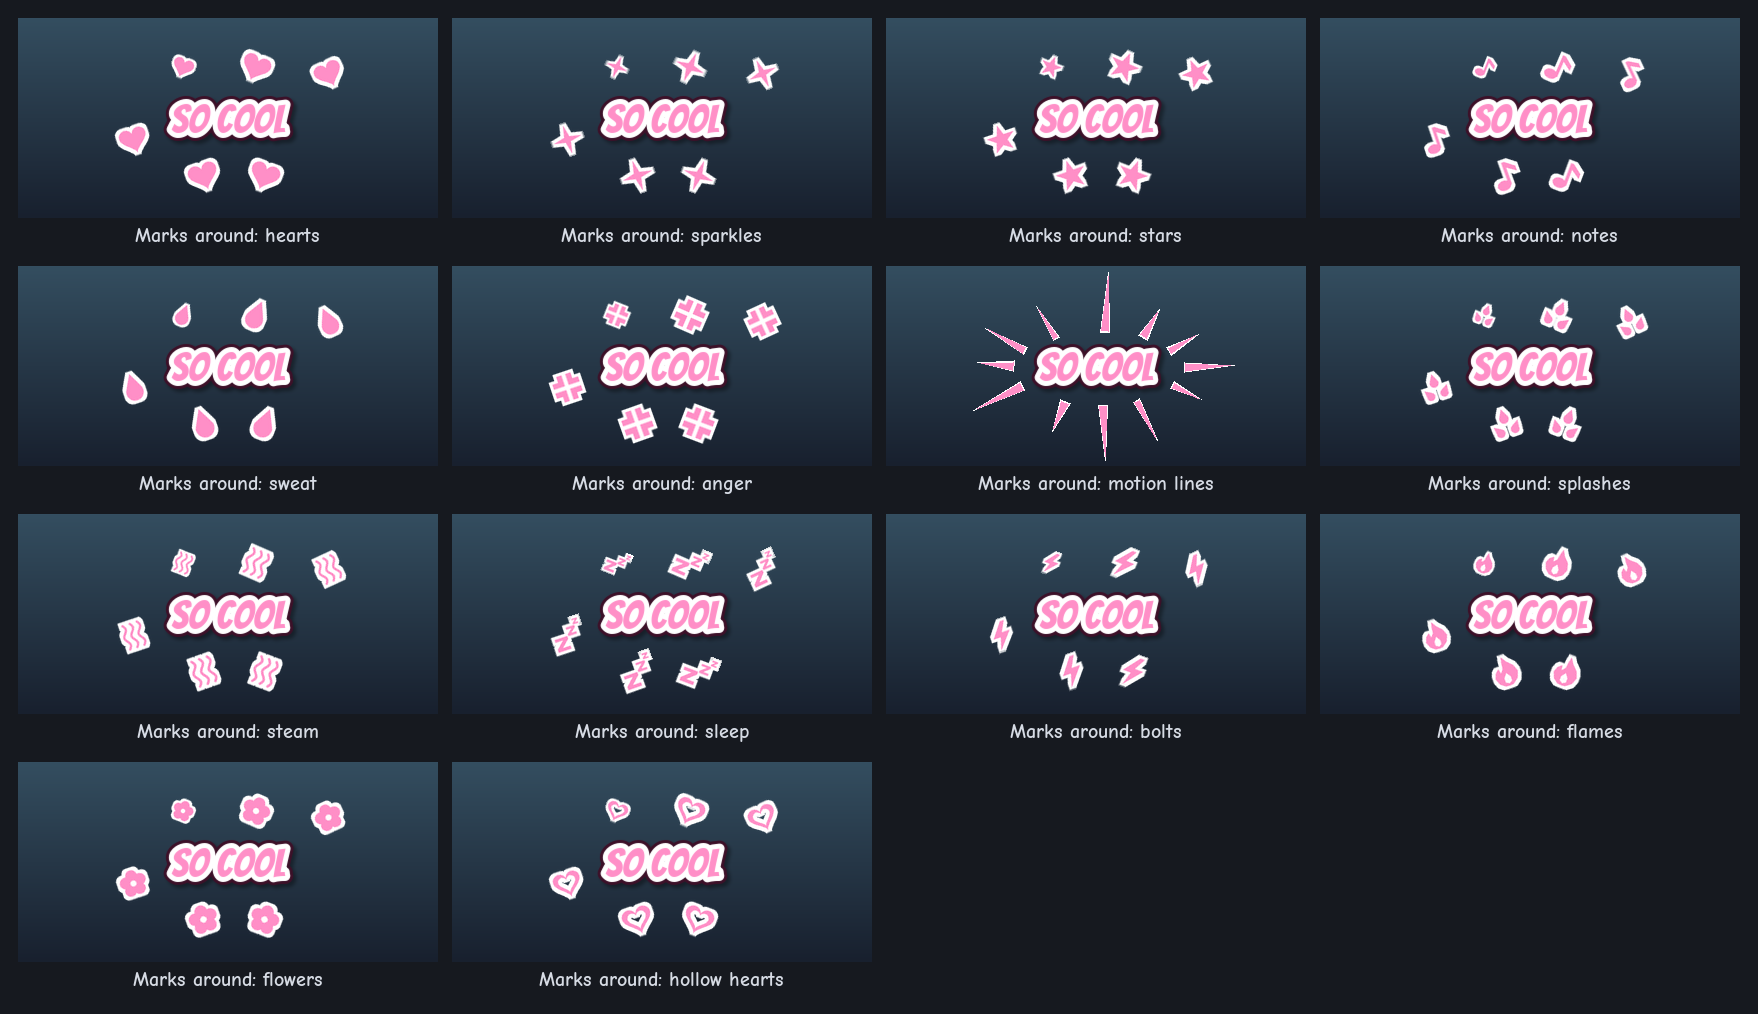 SO COOL
SO COOL
SO COOL
SO COOL
Marks around: hearts
Marks around: sparkles
Marks around: stars
Marks around: notes
SO COOL
SO COOL
SO COOL
SO COOL
Marks around: sweat
Marks around: anger
Marks around: motion lines
Marks around: splashes
Z Z Z
Z Z Z
Z Z Z
SO COOL
SO COOL
SO COOL
SO COOL
Z Z Z
Z Z Z
Z Z Z
Marks around: steam
Marks around: sleep
Marks around: bolts
Marks around: flames
SO COOL
SO COOL
Marks around: flowers
Marks around: hollow hearts